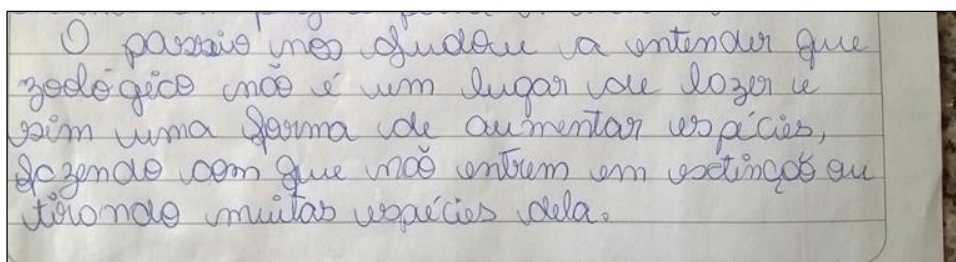 O passeio nos ajudou a entender que
zoológico não é um lugar de lazer e
sim uma forma de aumentar espécies,
fazendo com que não entrem em extinção ou
tirando muitas espécies dela.